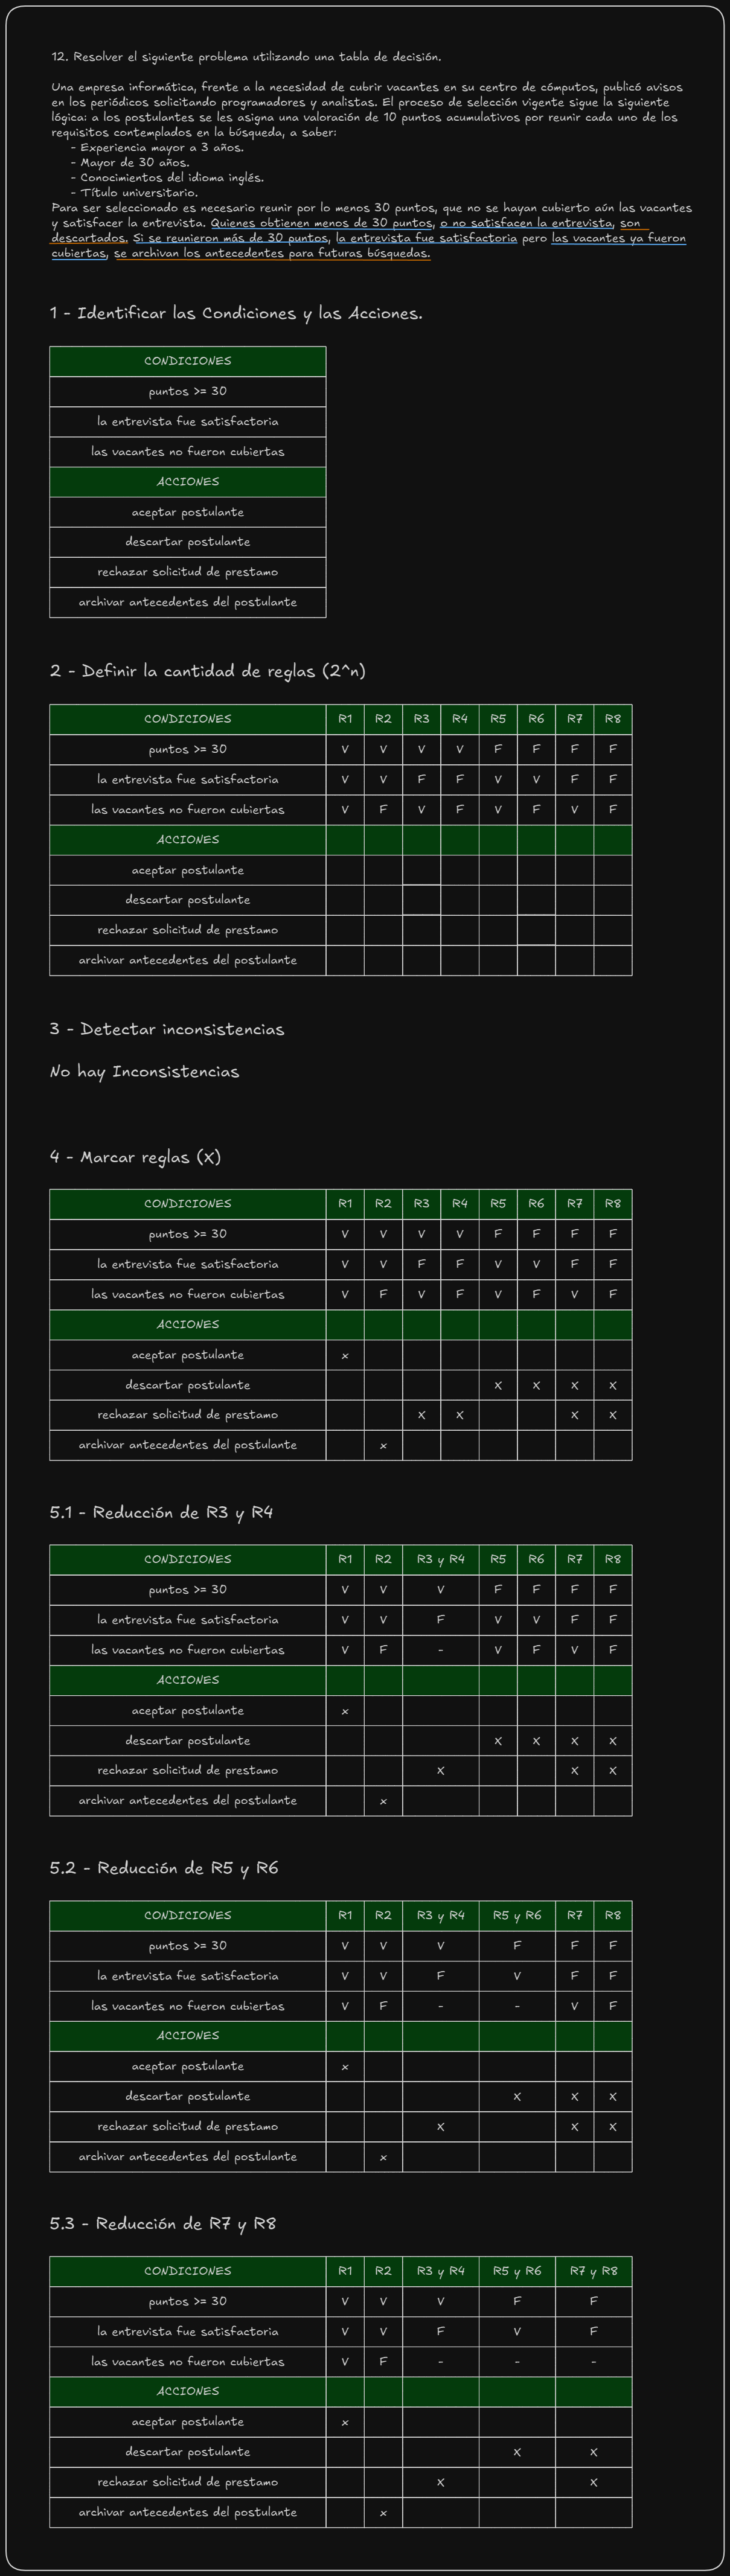 12. Resolver el siguiente problema utilizando una tabla de decisión.
Una empresa informática, frente a la necesidad de cubrir vacantes en su centro de cómputos, publicó avisos
en los periódicos solicitando programadores y analistas. El proceso de selección vigente sigue la siguiente
lógica: a los postulantes se les asigna una valoración de 10 puntos acumulativos por reunir cada uno de los
requisitos contemplados en la búsqueda, a saber:
- Experiencia mayor a 3 años.
- Mayor de 30 años.
- Conocimientos del idioma inglés.
- Título universitario.
Para ser seleccionado es necesario reunir por lo menos 30 puntos, que no se hayan cubierto aún las vacantes
y satisfacer la entrevista. Quienes obtienen menos de 30 puntos, o no satisfacen la entrevista, son
descartados. Si se reunieron más de 30 puntos, la entrevista fue satisfactoria pero las vacantes ya fueron
cubiertas, se archivan los antecedentes para futuras búsquedas.
1 - Identificar las Condiciones y las Acciones.
CONDICIONES
puntos >= 30
la entrevista fue satisfactoria
las vacantes no fueron cubiertas
ACCIONES
aceptar postulante
descartar postulante
rechazar solicitud de prestamo
archivar antecedentes del postulante
2 - Definir la cantidad de reglas (2^n)
CONDICIONES R1 R2 R3 R4 R5 R6 R7 R8
puntos >= 30 V V V V F F F F
la entrevista fue satisfactoria V V F F V V F F
las vacantes no fueron cubiertas V F V F V F V F
ACCIONES
aceptar postulante
descartar postulante
rechazar solicitud de prestamo
archivar antecedentes del postulante
3 - Detectar inconsistencias
No hay Inconsistencias
4 - Marcar reglas (x)
CONDICIONES R1 R2 R3 R4 R5 R6 R7 R8
puntos >= 30 V V V V F F F F
la entrevista fue satisfactoria V V F F V V F F
las vacantes no fueron cubiertas V F V F V F V F
ACCIONES
aceptar postulante x
descartar postulante X X X X
rechazar solicitud de prestamo X X X X
archivar antecedentes del postulante x
5.1 - Reducción de R3 y R4
CONDICIONES R1 R2 R3 y R4 R5 R6 R7 R8
puntos >= 30 V V V F F F F
la entrevista fue satisfactoria V V F V V F F
las vacantes no fueron cubiertas V F - V F V F
ACCIONES
aceptar postulante x
descartar postulante X X X X
rechazar solicitud de prestamo X X X
archivar antecedentes del postulante x
5.2 - Reducción de R5 y R6
CONDICIONES R1 R2 R3 y R4 R5 y R6 R7 R8
puntos >= 30 V V V F F F
la entrevista fue satisfactoria V V F V F F
las vacantes no fueron cubiertas V F - - V F
ACCIONES
aceptar postulante x
descartar postulante X X X
rechazar solicitud de prestamo X X X
archivar antecedentes del postulante x
5.3 - Reducción de R7 y R8
CONDICIONES R1 R2 R3 y R4 R5 y R6 R7 y R8
puntos >= 30 V V V F F
la entrevista fue satisfactoria V V F V F
las vacantes no fueron cubiertas V F - - -
ACCIONES
aceptar postulante x
descartar postulante X X
rechazar solicitud de prestamo X X
archivar antecedentes del postulante x